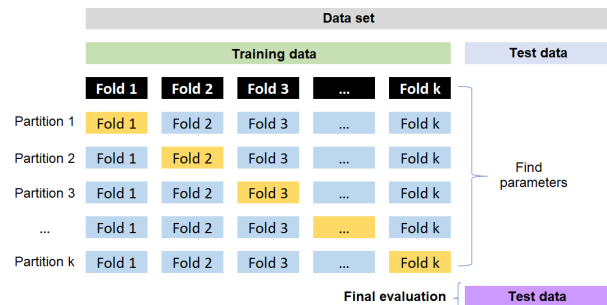 Data set
Training data Test data
Fold 1 Fold 2 Fold 3 ... Fold k
Partition 1 Fold 1 Fold 2 Fold 3 ... Fold k
Partition 2 Fold 1 Fold 2 Fold 3 ... Fold k
Partition 3 Fold 1 Fold 2 Fold 3 ... Fold k
... Fold 1 Fold 2 Fold 3 ... Fold k
Partition k Fold 1 Fold 2 Fold 3 ... Fold k
Find
parameters
Final evaluation Test data